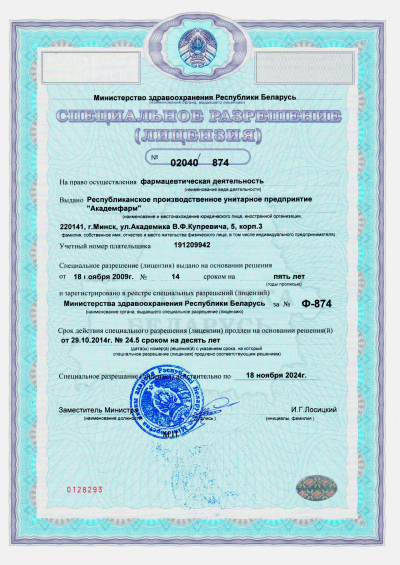 Министерство здравоохранения Республики Беларусь
(наименование органа, выдавшего лицензию)
СПЕЦИАЛЬНОЕ РАЗРЕШЕНИЕ
(ЛИЦЕНЗИЯ)
№ 02040/ 874
На право осуществления фармацевтическая деятельность
(наименование вида деятельности)
Выдано Республиканское производственное унитарное предприятие
"Академфарм"
(наименование и местонахождение юридического лица, иностранной организации,
220141, г.Минск, ул.Академика В.Ф.Купревича, 5, корп.3
фамилия, собственное имя, отчество и место жительства физического лица, в том числе индивидуального предпринимателя)
Учетный номер плательщика 191209942
Специальное разрешение (лицензия) выдано на основании решения
от 18 ноября 2009г. № 14 сроком на пять лет
(годы прописью)
и зарегистрировано в реестре специальных разрешений (лицензий)
Министерства здравоохранения Республики Беларусь за № Ф-874
(наименование органа, выдавшего специальное разрешение (лицензию)
Срок действия специального разрешения (лицензии) продлен на основании решения(й)
от 29.10.2014г. № 24.5 сроком на десять лет
(дата(ы) номер(а) решения(й) с указанием срока, на который
специальное разрешение (лицензия) продлено соответствующим решением)
Специальное разрешение действительно по 18 ноября 2024г.
Заместитель Министра И.Г.Лосицкий
(наименование должности (инициалы фамилия)
0128293